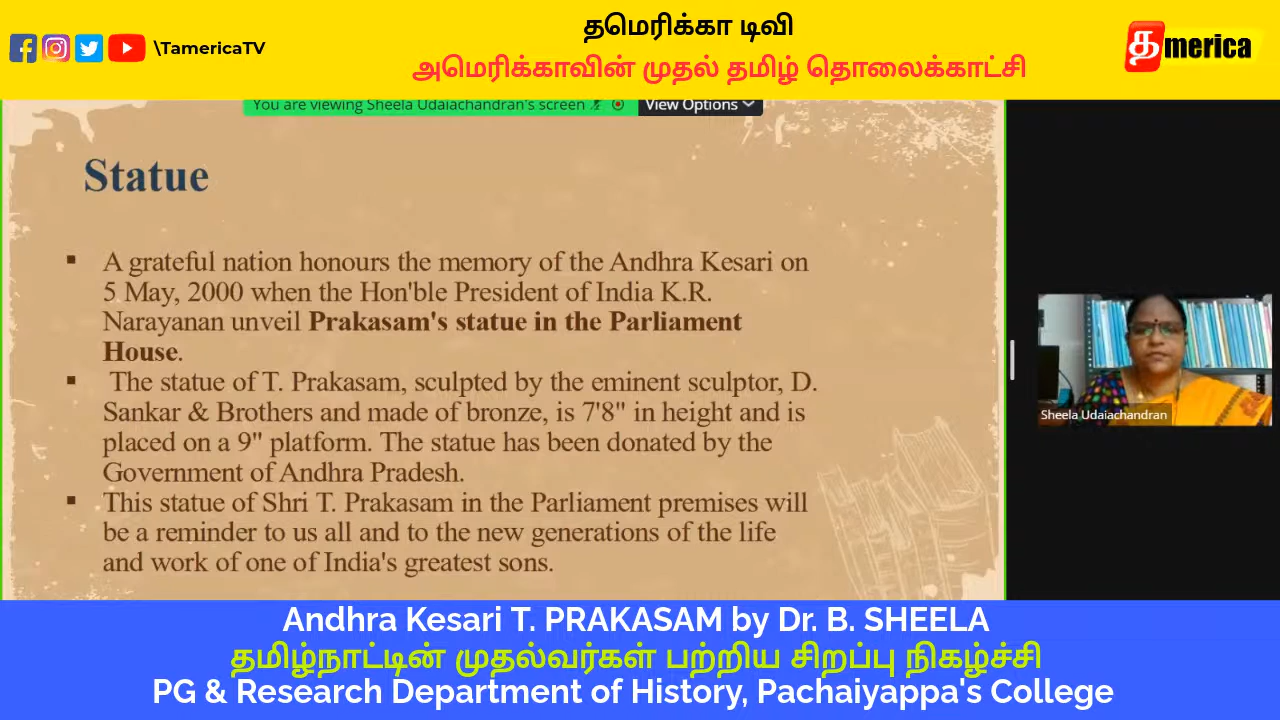 \TamericaTV
தமெரிக்கா டிவி
அமெரிக்காவின் முதல் தமிழ் தொலைக்காட்சி
தmerica
You are viewing Sheela Udaiachandran's screen
View Options
Statue
▪ A grateful nation honours the memory of the Andhra Kesari on
5 May, 2000 when the Hon'ble President of India K.R.
Narayanan unveil Prakasam's statue in the Parliament
House.
▪ The statue of T. Prakasam, sculpted by the eminent sculptor, D.
Sankar & Brothers and made of bronze, is 7'8" in height and is
placed on a 9" platform. The statue has been donated by the
Government of Andhra Pradesh.
▪ This statue of Shri T. Prakasam in the Parliament premises will
be a reminder to us all and to the new generations of the life
and work of one of India's greatest sons.
Sheela Udaiachandran
Andhra Kesari T. PRAKASAM by Dr. B. SHEELA
தமிழ்நாட்டின் முதல்வர்கள் பற்றிய சிறப்பு நிகழ்ச்சி
PG & Research Department of History, Pachaiyappa's College